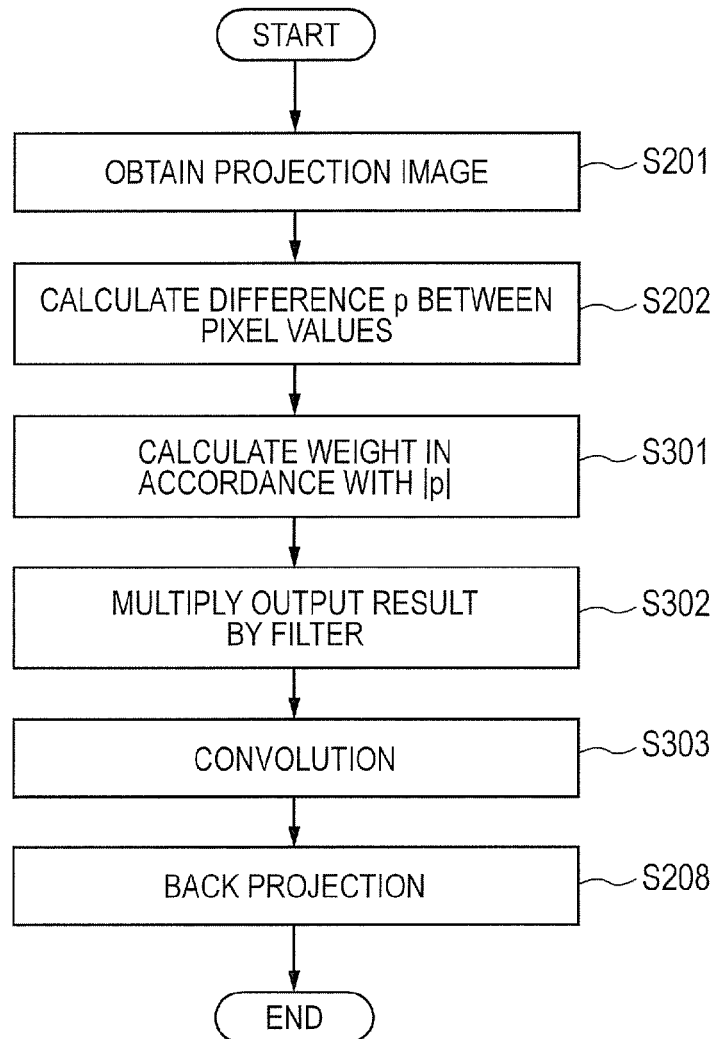 START
OBTAIN PROJECTION IMAGE
S201
CALCULATE DIFFERENCE p BETWEEN
PIXEL VALUES
S202
CALCULATE WEIGHT IN
ACCORDANCE WITH |p|
S301
MULTIPLY OUTPUT RESULT
BY FILTER
S302
CONVOLUTION
S303
BACK PROJECTION
S208
END